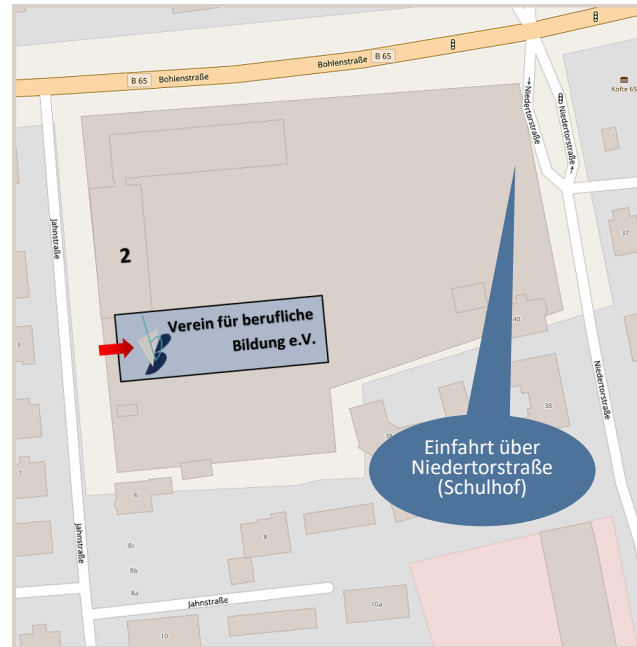 B 65
Bohlenstraße
Bohlenstraße
B 65
Niedertorstraße
Niedertorstraße
Kofte 65
Jahnstraße
2
37
Verein für berufliche
Bildung e.V.
3
40
Niedertorstraße
38
Einfahrt über
Niedertorstraße
(Schulhof)
7
6
Jahnstraße
8
8c
8b
8a
Jahnstraße
10a
10